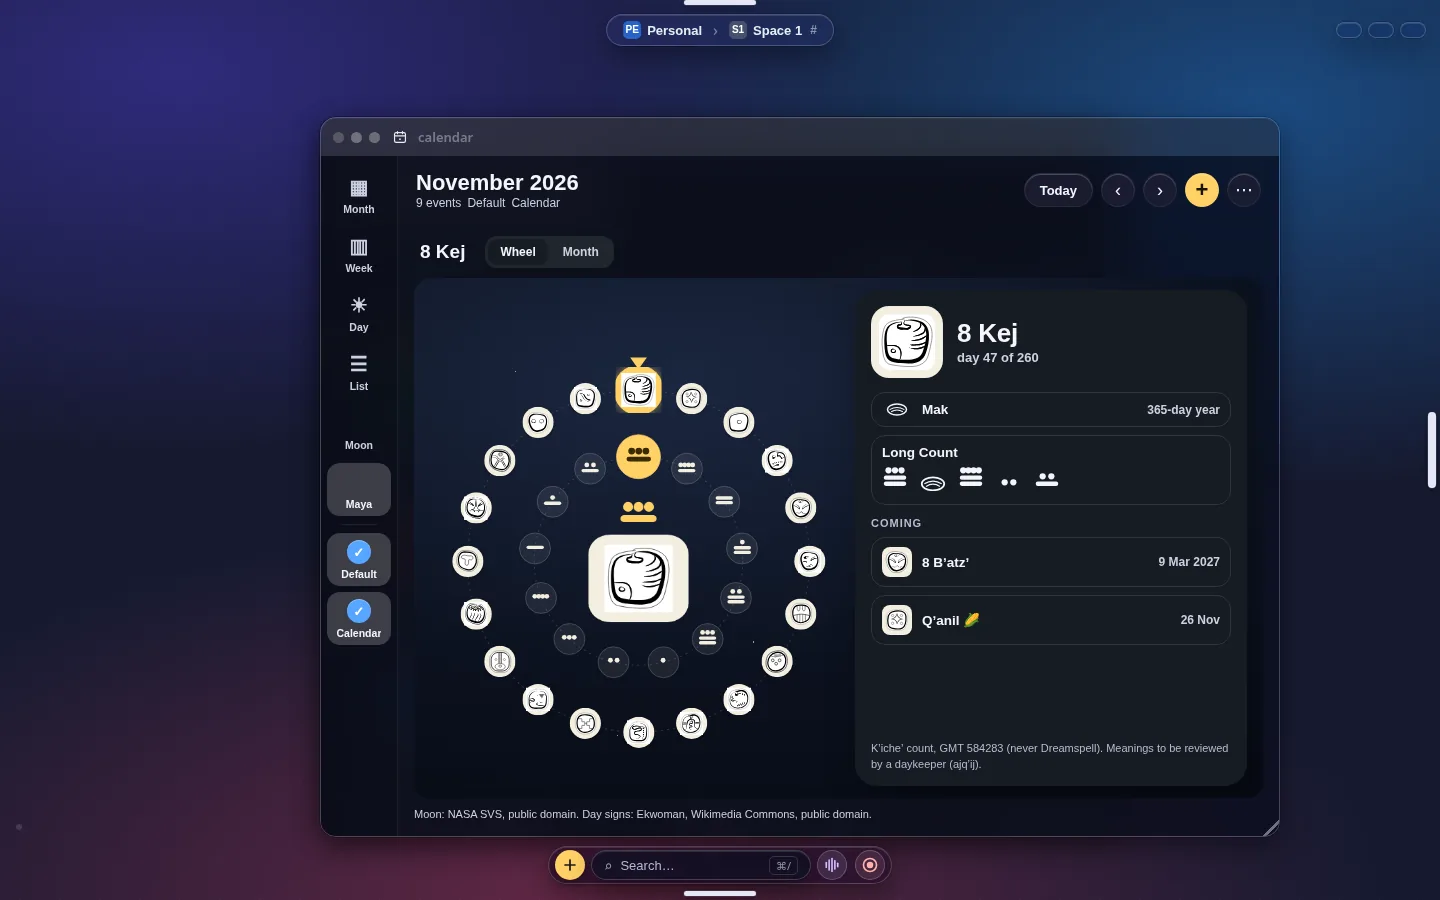 PE Personal › S1 Space 1 #
calendar
November 2026
9 events Default Calendar
Today ‹ › + ⋯
Month
Week
Day
List
Moon
Maya
Default
Calendar
8 Kej
Wheel Month
8 Kej
day 47 of 260
Mak 365-day year
Long Count
COMING
8 B’atz’ 9 Mar 2027
Q’anil 🌽 26 Nov
K’iche’ count, GMT 584283 (never Dreamspell). Meanings to be reviewed
by a daykeeper (ajq’ij).
Moon: NASA SVS, public domain. Day signs: Ekwoman, Wikimedia Commons, public domain.
+ Search… ⌘/